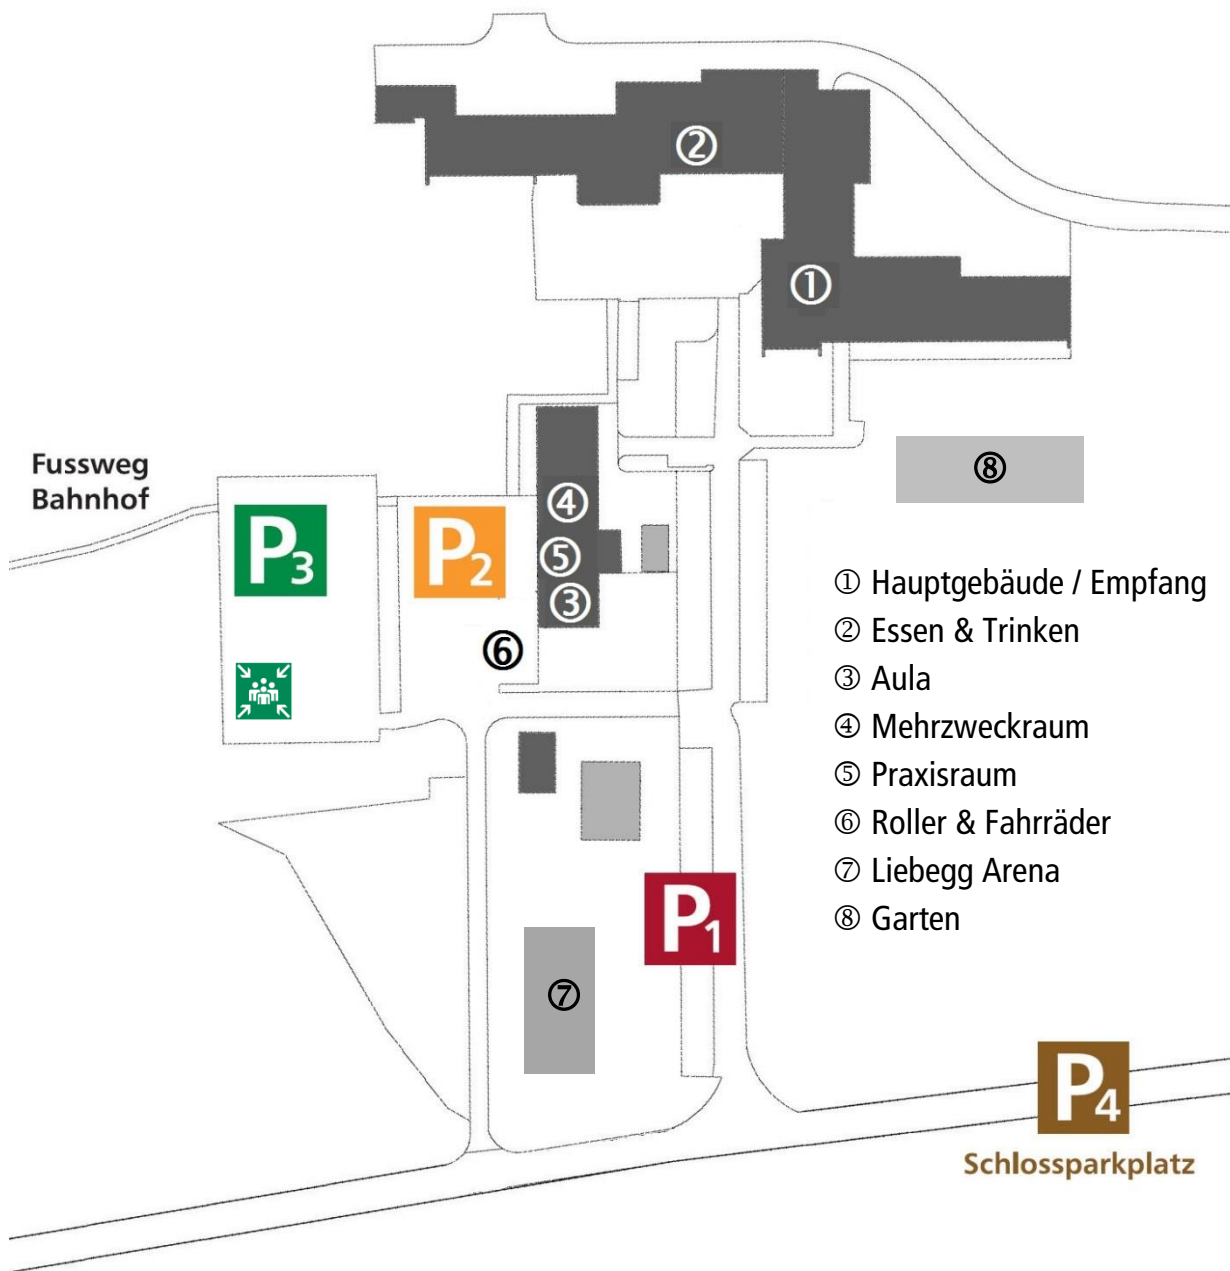 ②
①
Fussweg
Bahnhof
⑧
④
P3
P2
⑤
③
⑥
① Hauptgebäude / Empfang
② Essen & Trinken
③ Aula
④ Mehrzweckraum
⑤ Praxisraum
⑥ Roller & Fahrräder
⑦ Liebegg Arena
⑧ Garten
P1
⑦
P4
Schlossparkplatz